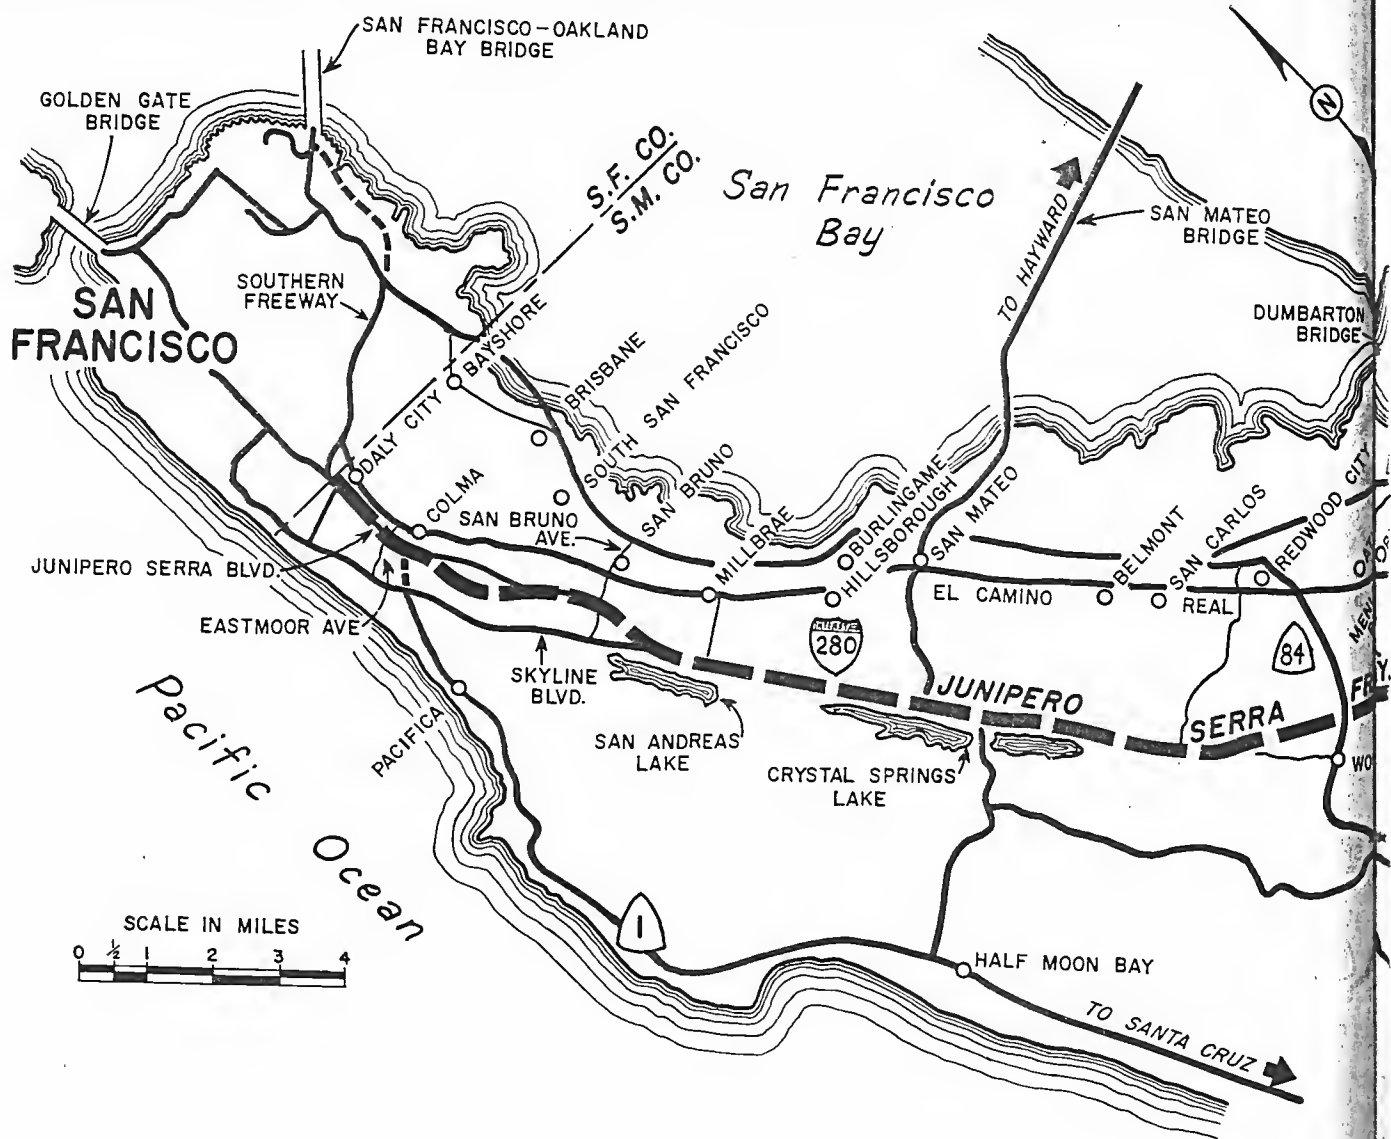 SAN FRANCISCO-OAKLAND
BAY BRIDGE
GOLDEN GATE
BRIDGE
N
S.F. CO.
S.M. CO.
San Francisco
Bay
TO HAYWARD
SAN MATEO
BRIDGE
SOUTHERN
FREEWAY
SAN
FRANCISCO
DUMBARTON
BRIDGE
BAYSHORE
BRISBANE
SOUTH SAN FRANCISCO
DALY CITY
COLMA
SAN BRUNO
AVE.
SAN BRUNO
MILLBRAE
BURLINGAME
HILLSBOROUGH
SAN MATEO
BELMONT
SAN CARLOS
REDWOOD CITY
JUNIPERO SERRA BLVD.
EL CAMINO
REAL
EASTMOOR AVE
INTERSTATE
280
84
MEN
SKYLINE
BLVD.
JUNIPERO
SERRA
FRY.
PACIFICA
SAN ANDREAS
LAKE
CRYSTAL SPRINGS
LAKE
WO
Pacific
Ocean
SCALE IN MILES
0 ½ 1 2 3 4
1
HALF MOON BAY
TO SANTA CRUZ